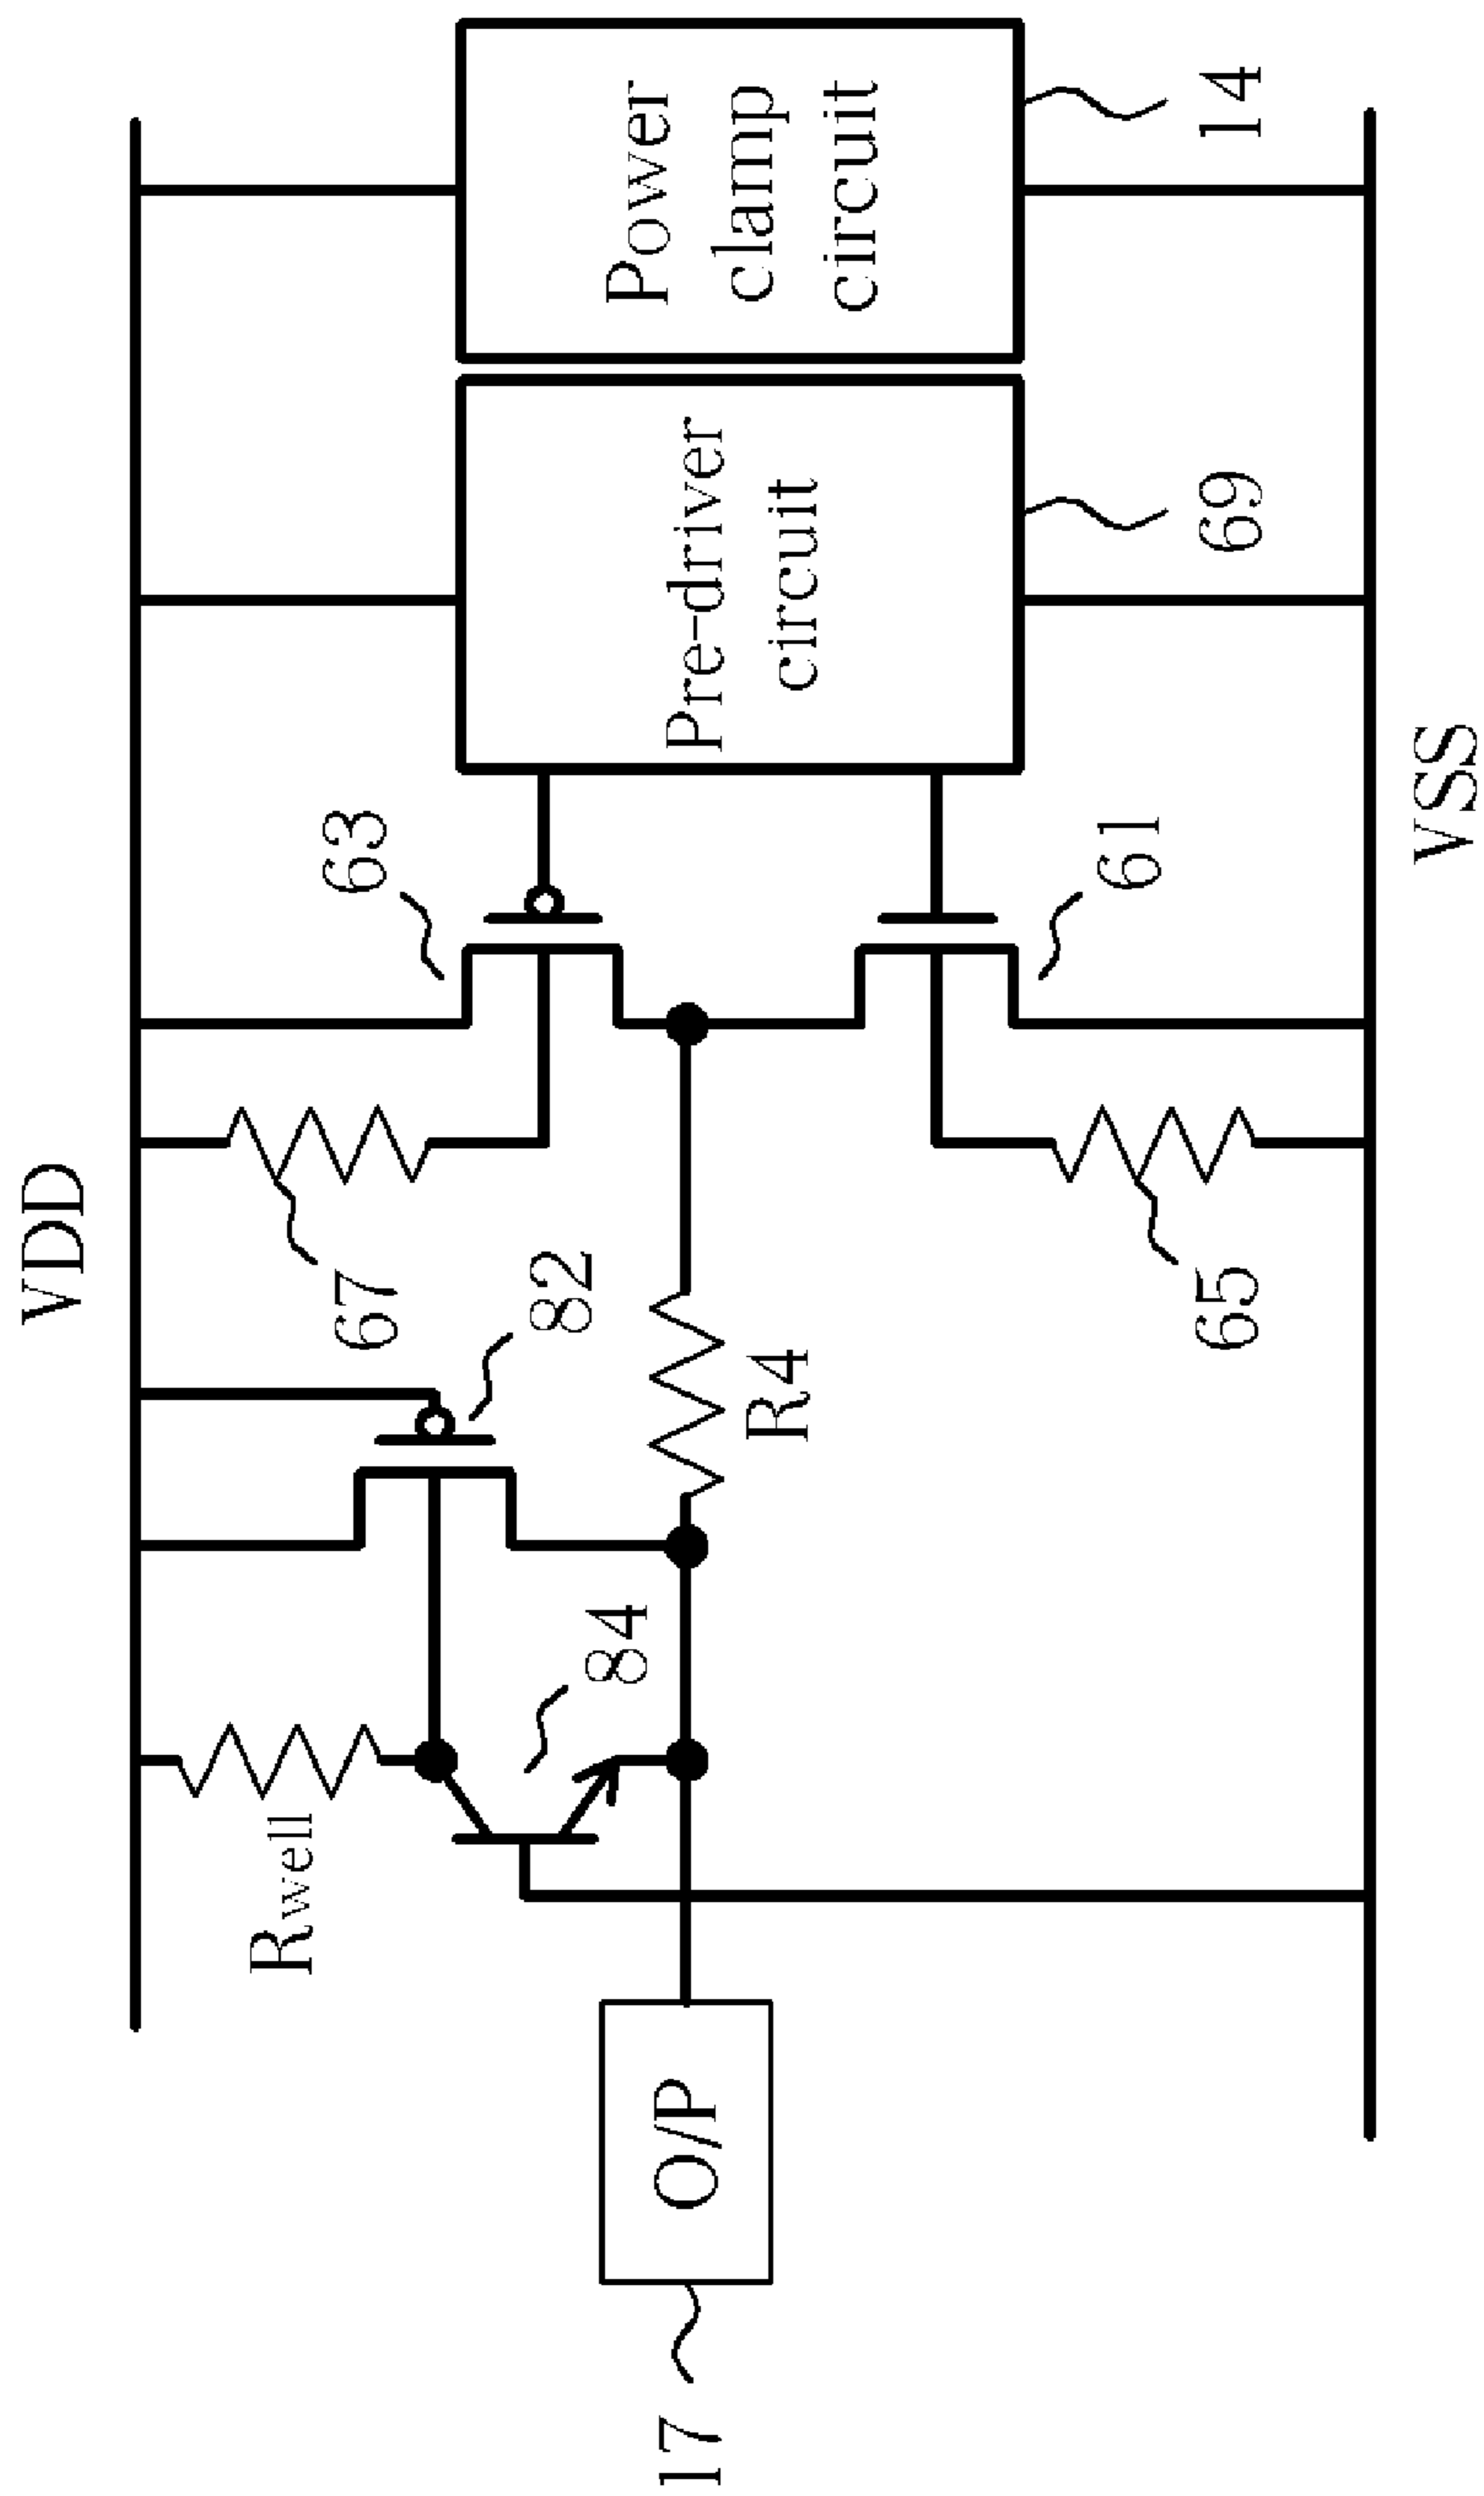 VDD
Rwell
84
82
67
63
Power
clamp
circuit
Pre-driver
circuit
17
O/P
R4
65
61
69
14
VSS